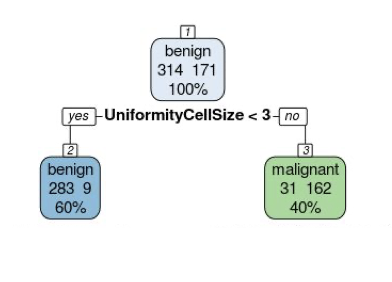 1
benign
314 171
100%
yes UniformityCellSize < 3 no
2
benign
283 9
60%
3
malignant
31 162
40%